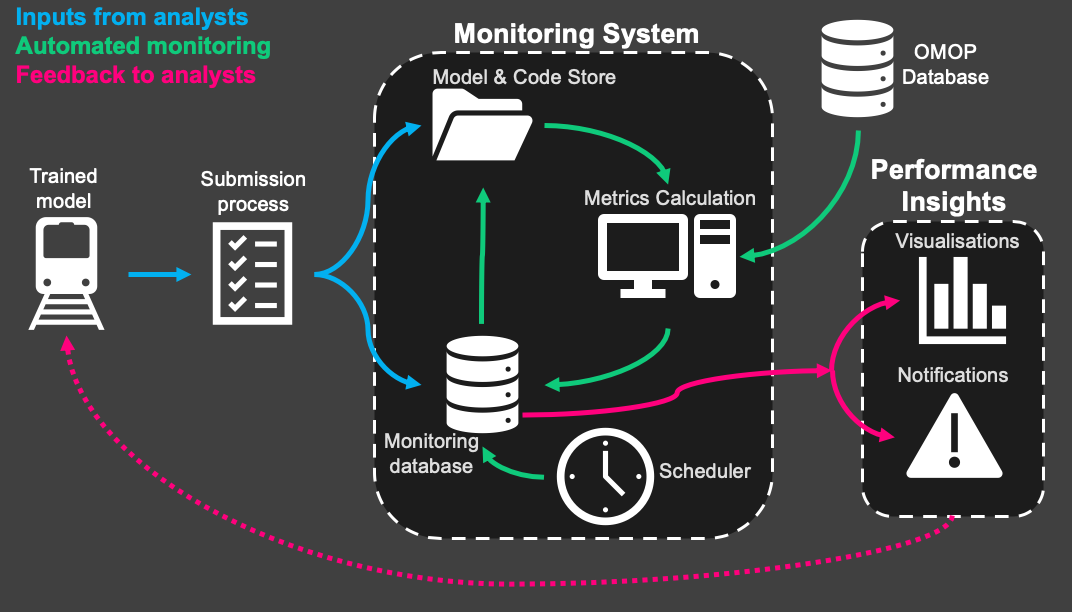 Inputs from analysts
Automated monitoring
Feedback to analysts
Monitoring System
Model & Code Store
OMOP
Database
Trained
model
Submission
process
Metrics Calculation
Performance
Insights
Visualisations
Notifications
Monitoring
database
Scheduler